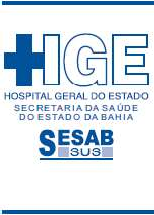 HGE
HOSPITAL GERAL DO ESTADO
SECRETARIA DA SAÚDE
DO ESTADO DA BAHIA
SESAB
SUS